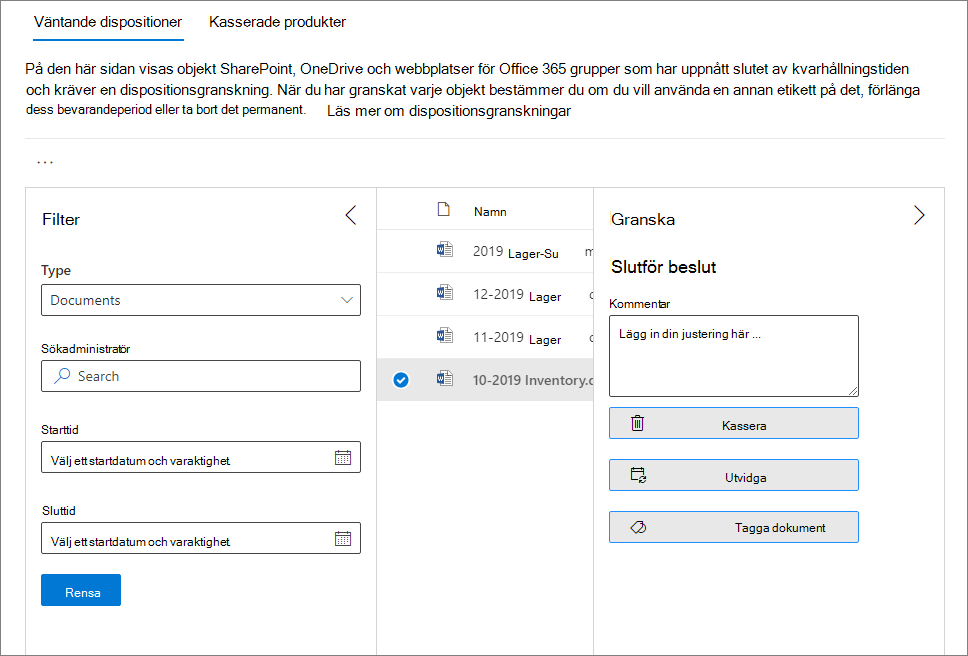 Väntande dispositioner Kasserade produkter
På den här sidan visas objekt SharePoint, OneDrive och webbplatser för Office 365 grupper som har uppnått slutet av kvarhållningstiden
och kräver en dispositionsgranskning. När du har granskat varje objekt bestämmer du om du vill använda en annan etikett på det, förlänga
dess bevarandeperiod eller ta bort det permanent. Läs mer om dispositionsgranskningar
...
Filter
Type
Documents
Sökadministratör
Search
Starttid
Välj ett startdatum och varaktighet
Sluttid
Välj ett startdatum och varaktighet
Rensa
Namn
2019 Lager-Su
12-2019 Lager
11-2019 Lager
10-2019 Inventory.
Granska
Slutför beslut
Kommentar
Lägg in din justering här ...
Kassera
Utvidga
Tagga dokument